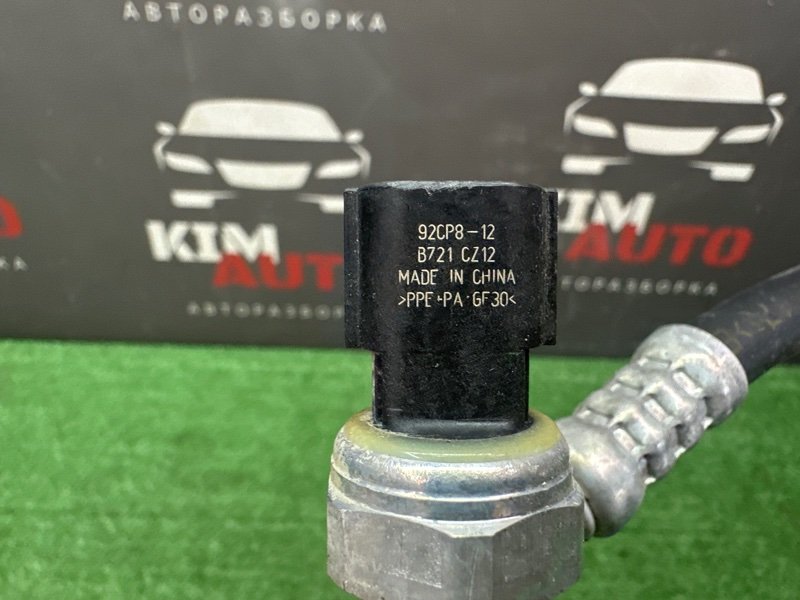 АВТОРАЗБОРКА
KIM
AUTO
АВТОРАЗБОРКА
KIM
AUTO
АВТОРАЗБОРКА
92CP8-12
B721 CZ12
MADE IN CHINA
>PPE+PA-GF30<